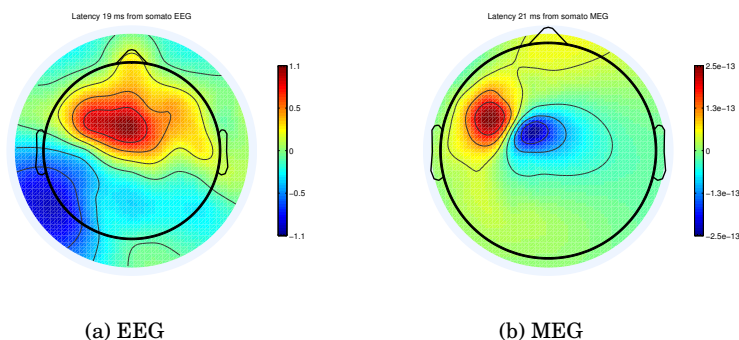 Latency 19 ms from somato EEG
1.1
0.5
0
−0.5
−1.1
(a) EEG
Latency 21 ms from somato MEG
2.5e−13
1.3e−13
0
−1.3e−13
−2.5e−13
(b) MEG